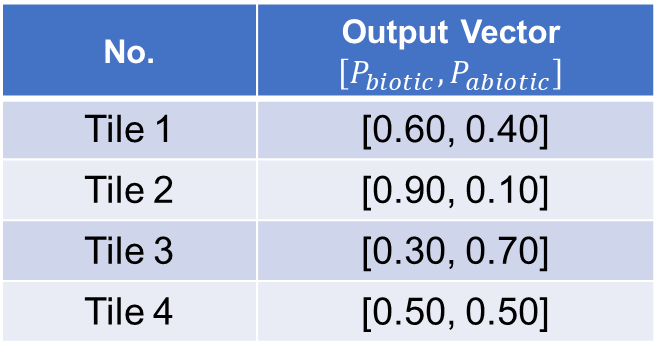 No.
Output Vector
[P_biotic, P_abiotic]
Tile 1
[0.60, 0.40]
Tile 2
[0.90, 0.10]
Tile 3
[0.30, 0.70]
Tile 4
[0.50, 0.50]